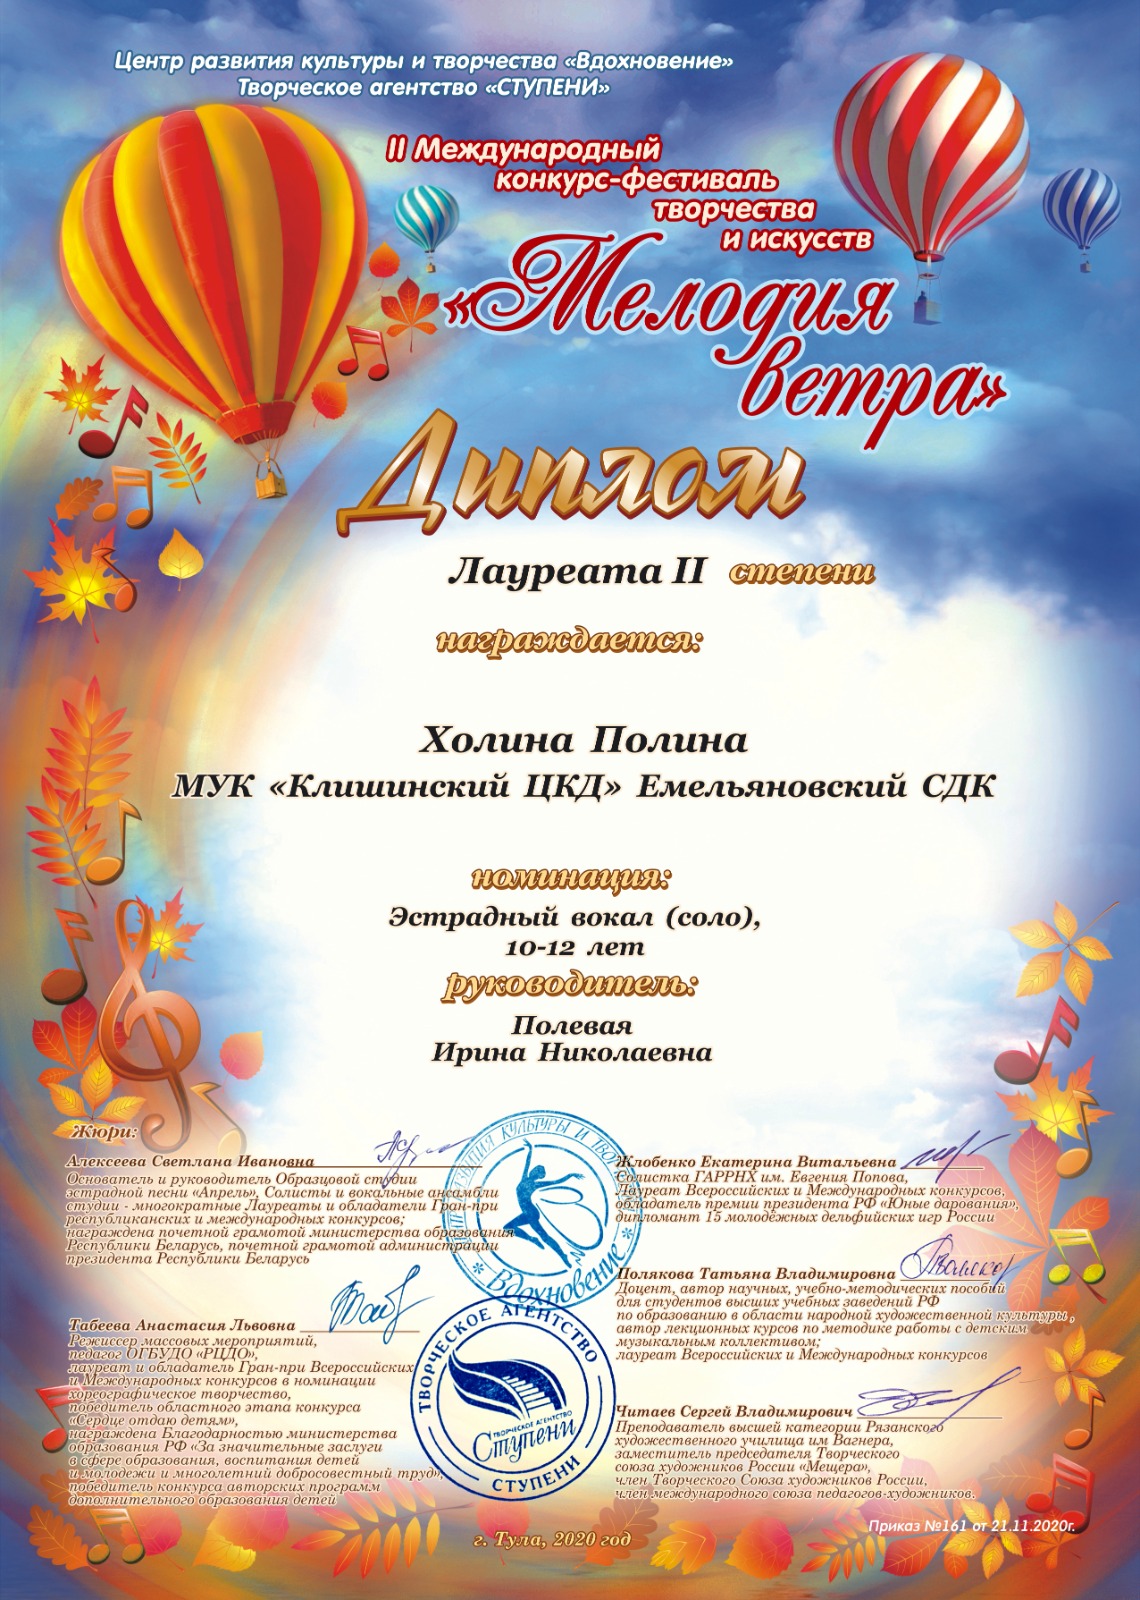 Центр развития культуры и творчества «Вдохновение»
Творческое агентство «СТУПЕНИ»
II Международный
конкурс-фестиваль
творчества
и искусств
«Мелодия
ветра»
Диплом
Лауреата II степени
награждается:
Холина Полина
МУК «Клишинский ЦКД» Емельяновский СДК
номинация:
Эстрадный вокал (соло),
10-12 лет
руководитель:
Полевая
Ирина Николаевна
Жюри:
Алексеева Светлана Ивановна
Основатель и руководитель Образцовой студии
эстрадной песни «Апрель», Солисты и вокальные ансамбли
студии - многократные Лауреаты и обладатели Гран-при
республиканских и международных конкурсов;
награждена почетной грамотой министерства образования
Республики Беларусь, почетной грамотой администрации
президента Республики Беларусь
Табеева Анастасия Львовна
Режиссер массовых мероприятий,
педагог ОГБУДО «РЦДО»,
лауреат и обладатель Гран-при Всероссийских
и Международных конкурсов в номинации
хореографическое творчество,
победитель областного этапа конкурса
«Сердце отдаю детям»,
награждена Благодарностью министерства
образования РФ «За значительные заслуги
в сфере образования, воспитания детей
и молодежи и многолетний добросовестный труд»,
победитель конкурса авторских программ
дополнительного образования детей
Жлобенко Екатерина Витальевна
Солистка ГАРРНХ им. Евгения Попова,
Лауреат Всероссийских и Международных конкурсов,
обладатель премии президента РФ «Юные дарования»,
дипломант 15 молодёжных дельфийских игр России
Полякова Татьяна Владимировна
Доцент, автор научных, учебно-методических пособий
для студентов высших учебных заведений РФ
по образованию в области народной художественной культуры,
автор лекционных курсов по методике работы с детским
музыкальным коллективом;
лауреат Всероссийских и Международных конкурсов
Читаев Сергей Владимирович
Преподаватель высшей категории Рязанского
художественного училища им Вагнера,
заместитель председателя Творческого
союза художников России «Мещера»,
член Творческого Союза художников России,
член международного союза педагогов-художников.
КУЛЬТУРЫ И
Вдохновение
ТВОРЧЕСКОЕ АГЕНТСТВО
ТВОРЧЕСКОЕ АГЕНТСТВО
Ступени
СТУПЕНИ
Приказ №161 от 21.11.2020г.
г. Тула, 2020 год